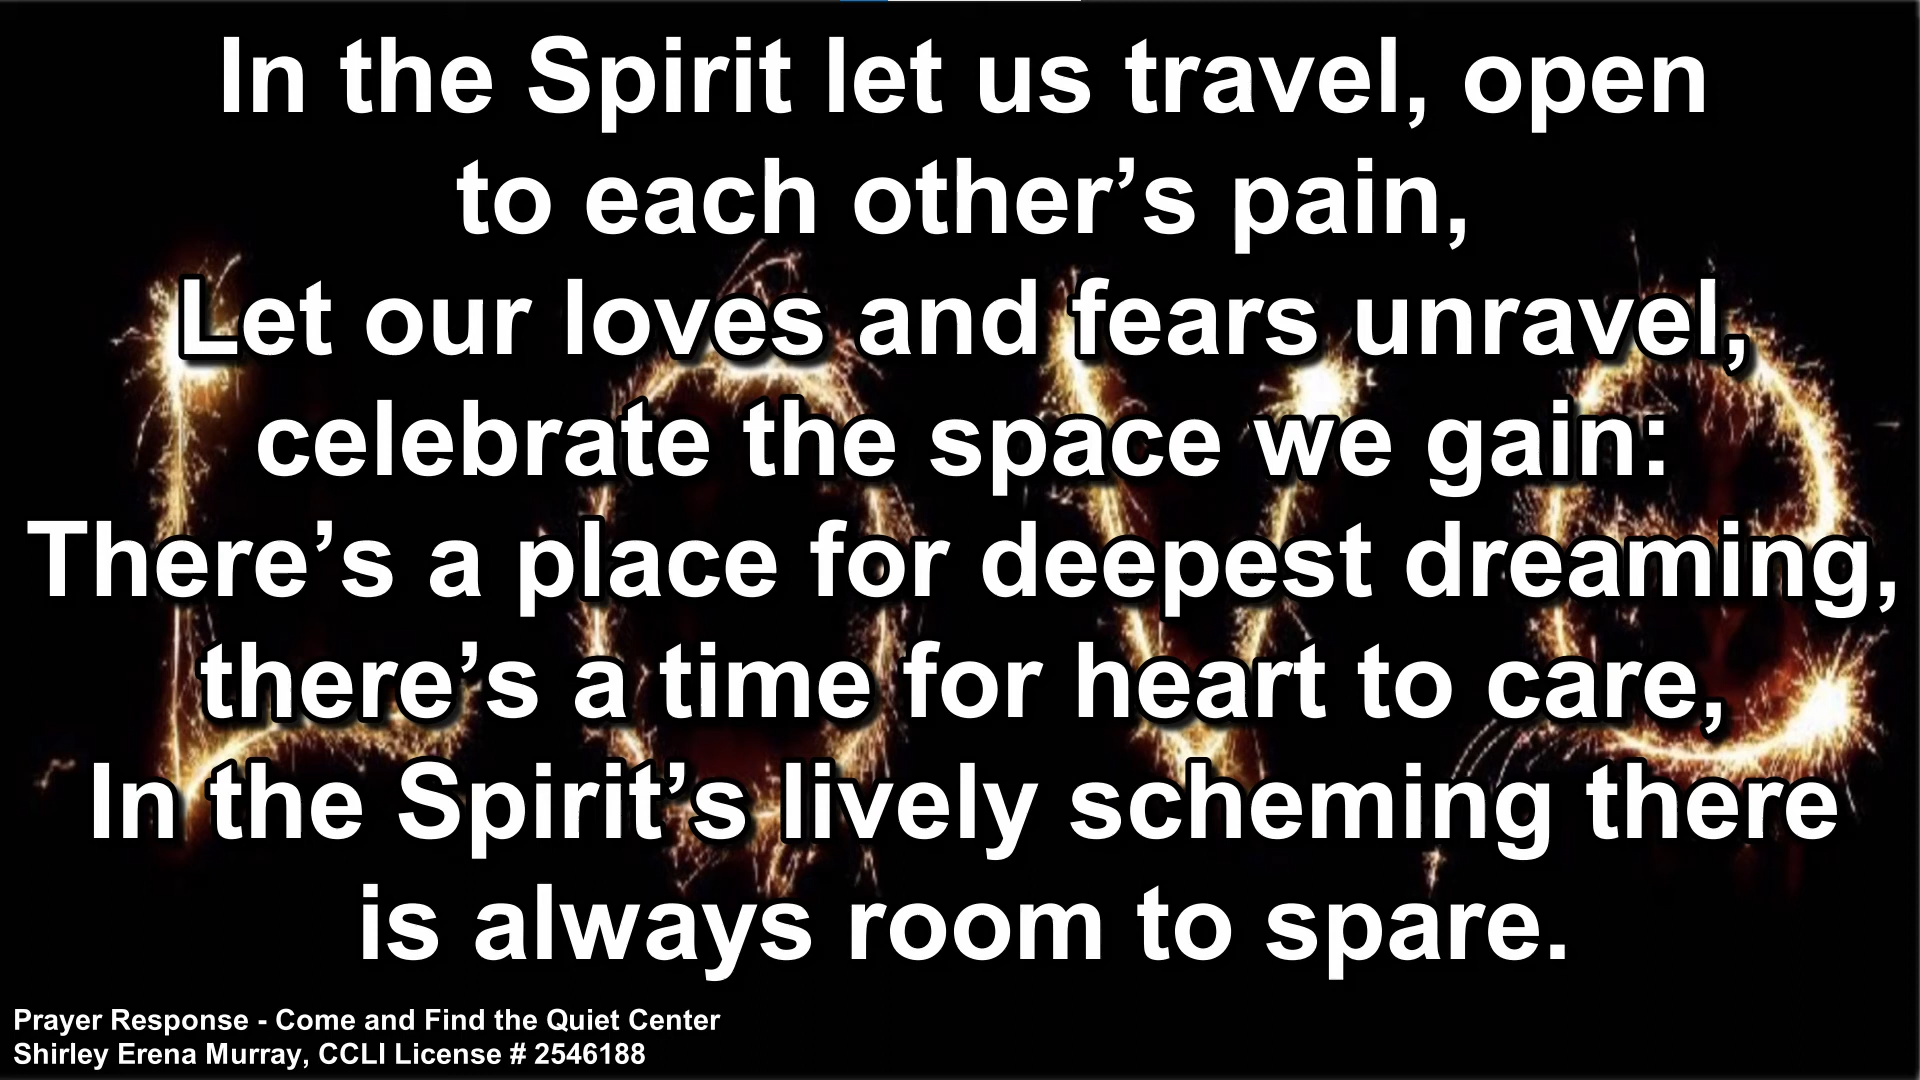 In the Spirit let us travel, open
to each other’s pain,
Let our loves and fears unravel,
celebrate the space we gain:
There’s a place for deepest dreaming,
there’s a time for heart to care,
In the Spirit’s lively scheming there
is always room to spare.
Love
Prayer Response - Come and Find the Quiet Center
Shirley Erena Murray, CCLI License # 2546188